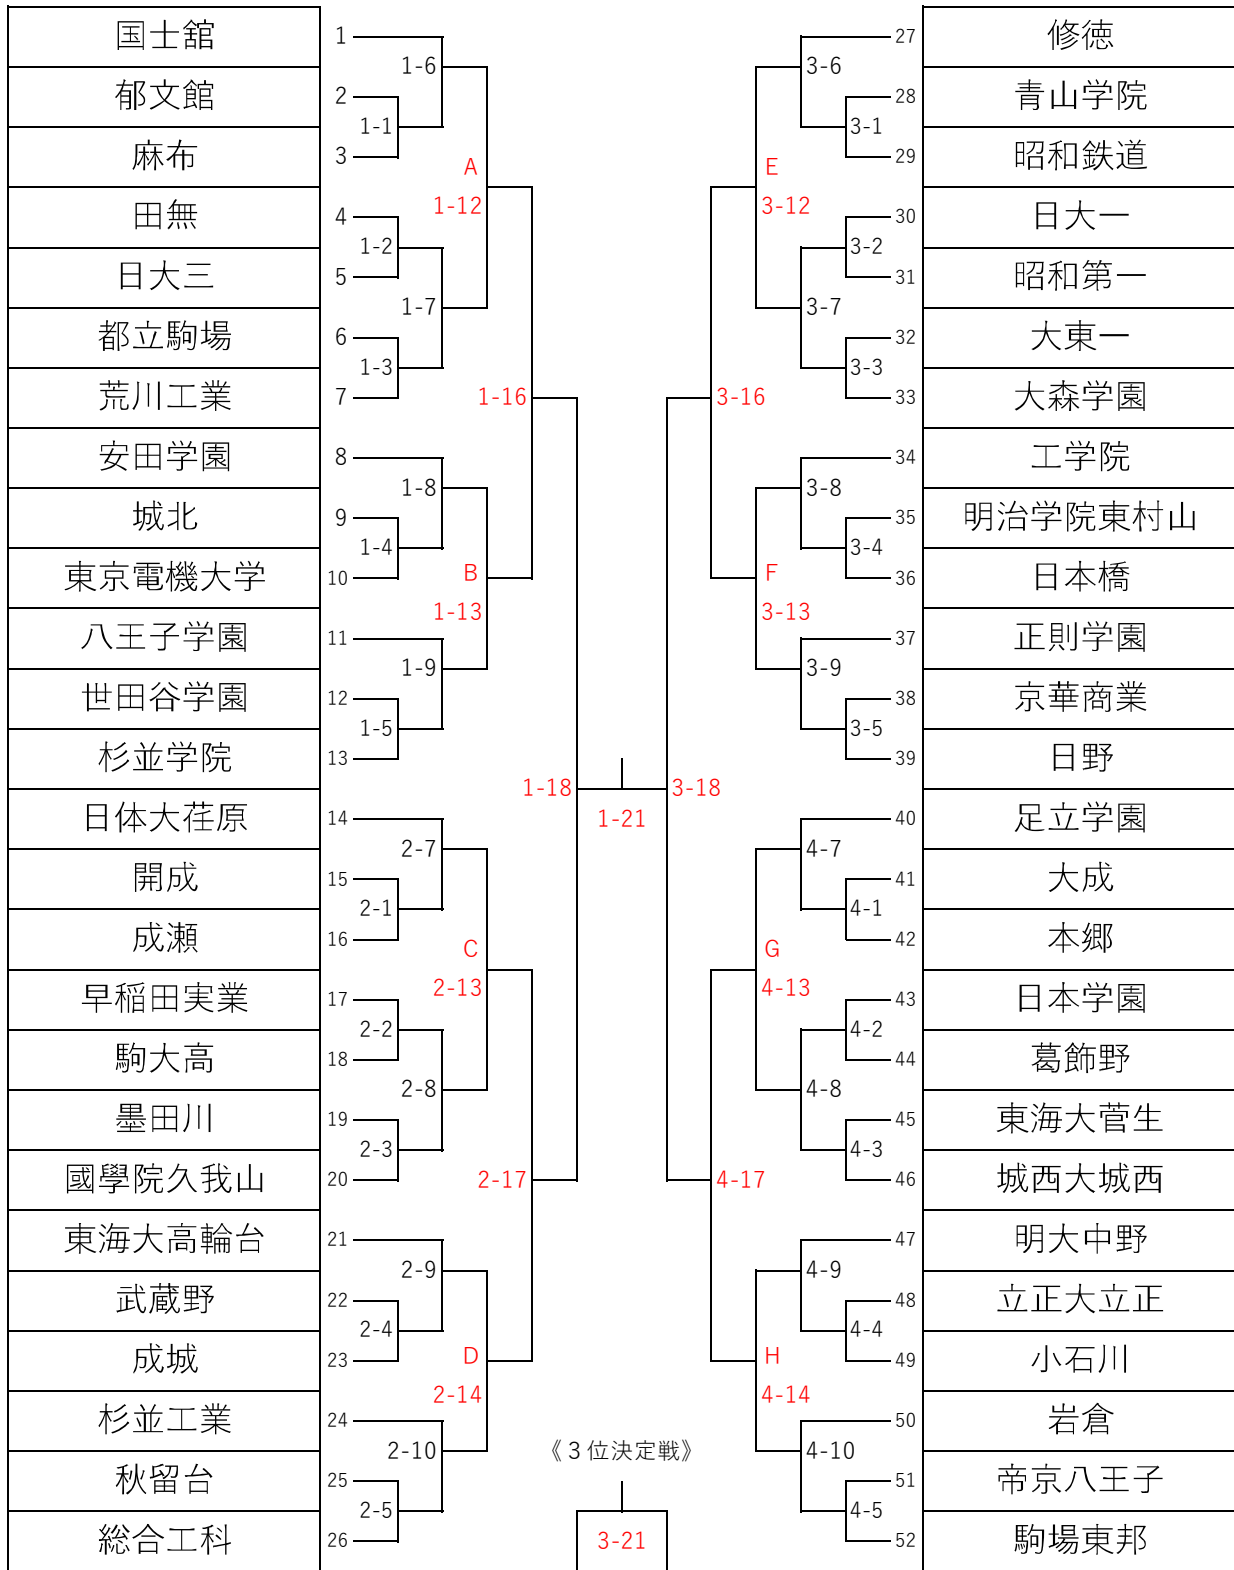 国士舘 1
郁文館 2
麻布 3
田無 4
日大三 5
都立駒場 6
荒川工業 7
安田学園 8
城北 9
東京電機大学 10
八王子学園 11
世田谷学園 12
杉並学院 13
日体大荏原 14
開成 15
成瀬 16
早稲田実業 17
駒大高 18
墨田川 19
國學院久我山 20
東海大高輪台 21
武蔵野 22
成城 23
杉並工業 24
秋留台 25
総合工科 26
1-6
1-1
A
1-12
1-2
1-7
1-3
1-16
1-8
1-4
B
1-13
1-9
1-5
1-18
2-7
2-1
C
2-13
2-2
2-8
2-3
2-17
2-9
2-4
D
2-14
2-10
2-5
1-21
《3位決定戦》
3-21
3-6
3-1
E
3-12
3-2
3-7
3-3
3-16
3-8
3-4
F
3-13
3-9
3-5
3-18
4-7
4-1
G
4-13
4-2
4-8
4-3
4-17
4-9
4-4
H
4-14
4-10
4-5
27 修徳
28 青山学院
29 昭和鉄道
30 日大一
31 昭和第一
32 大東一
33 大森学園
34 工学院
35 明治学院東村山
36 日本橋
37 正則学園
38 京華商業
39 日野
40 足立学園
41 大成
42 本郷
43 日本学園
44 葛飾野
45 東海大菅生
46 城西大城西
47 明大中野
48 立正大立正
49 小石川
50 岩倉
51 帝京八王子
52 駒場東邦